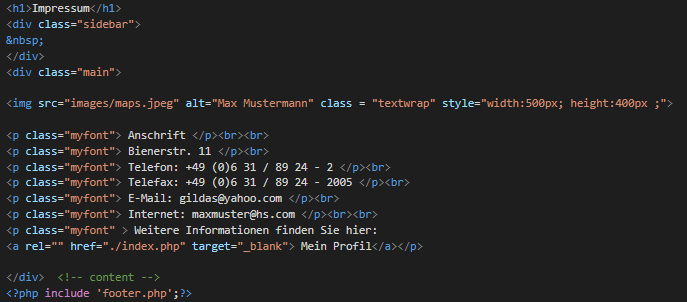 <h1>Impressum</h1>
<div class="sidebar">
&nbsp;
</div>
<div class="main">
<img src="images/maps.jpeg" alt="Max Mustermann" class = "textwrap" style="width:500px; height:400px ;">
<p class="myfont"> Anschrift </p><br><br>
<p class="myfont"> Bienerstr. 11 </p><br>
<p class="myfont"> Telefon: +49 (0)6 31 / 89 24 - 2 </p><br>
<p class="myfont"> Telefax: +49 (0)6 31 / 89 24 - 2005 </p><br>
<p class="myfont"> E-Mail: gildas@yahoo.com </p><br>
<p class="myfont"> Internet: maxmuster@hs.com </p><br><br>
<p class="myfont" > Weitere Informationen finden Sie hier:
<a rel="" href="./index.php" target="_blank"> Mein Profil</a></p>
</div>  <!-- content -->
<?php include 'footer.php';?>